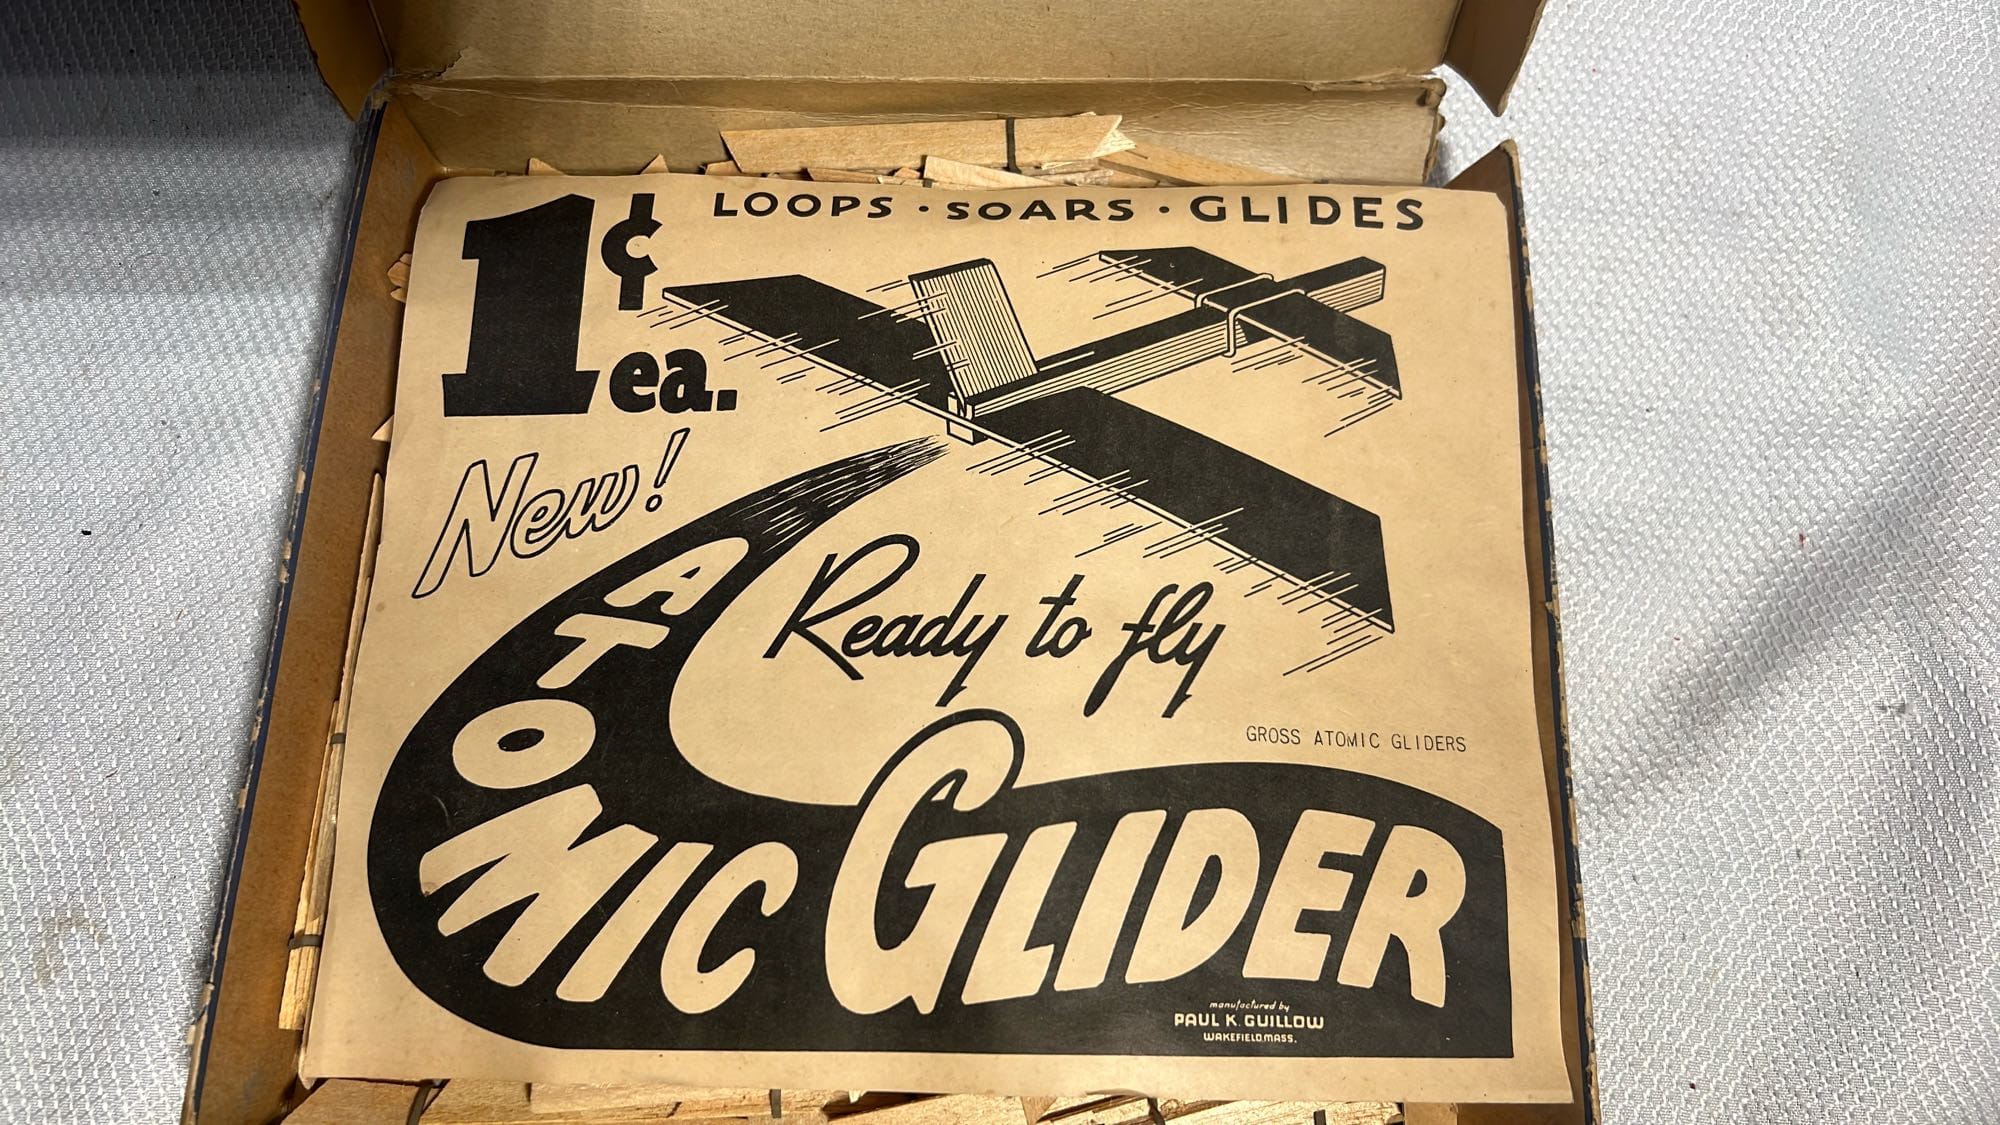 1¢ ea.
LOOPS · SOARS · GLIDES
New!
Ready to fly
GROSS ATOMIC GLIDERS
ATOMIC GLIDER
manufactured by
PAUL K. GUILLOW
WAKEFIELD, MASS.